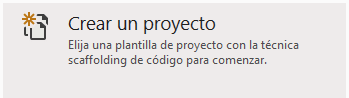 Crear un proyecto
Elija una plantilla de proyecto con la técnica
scaffolding de código para comenzar.